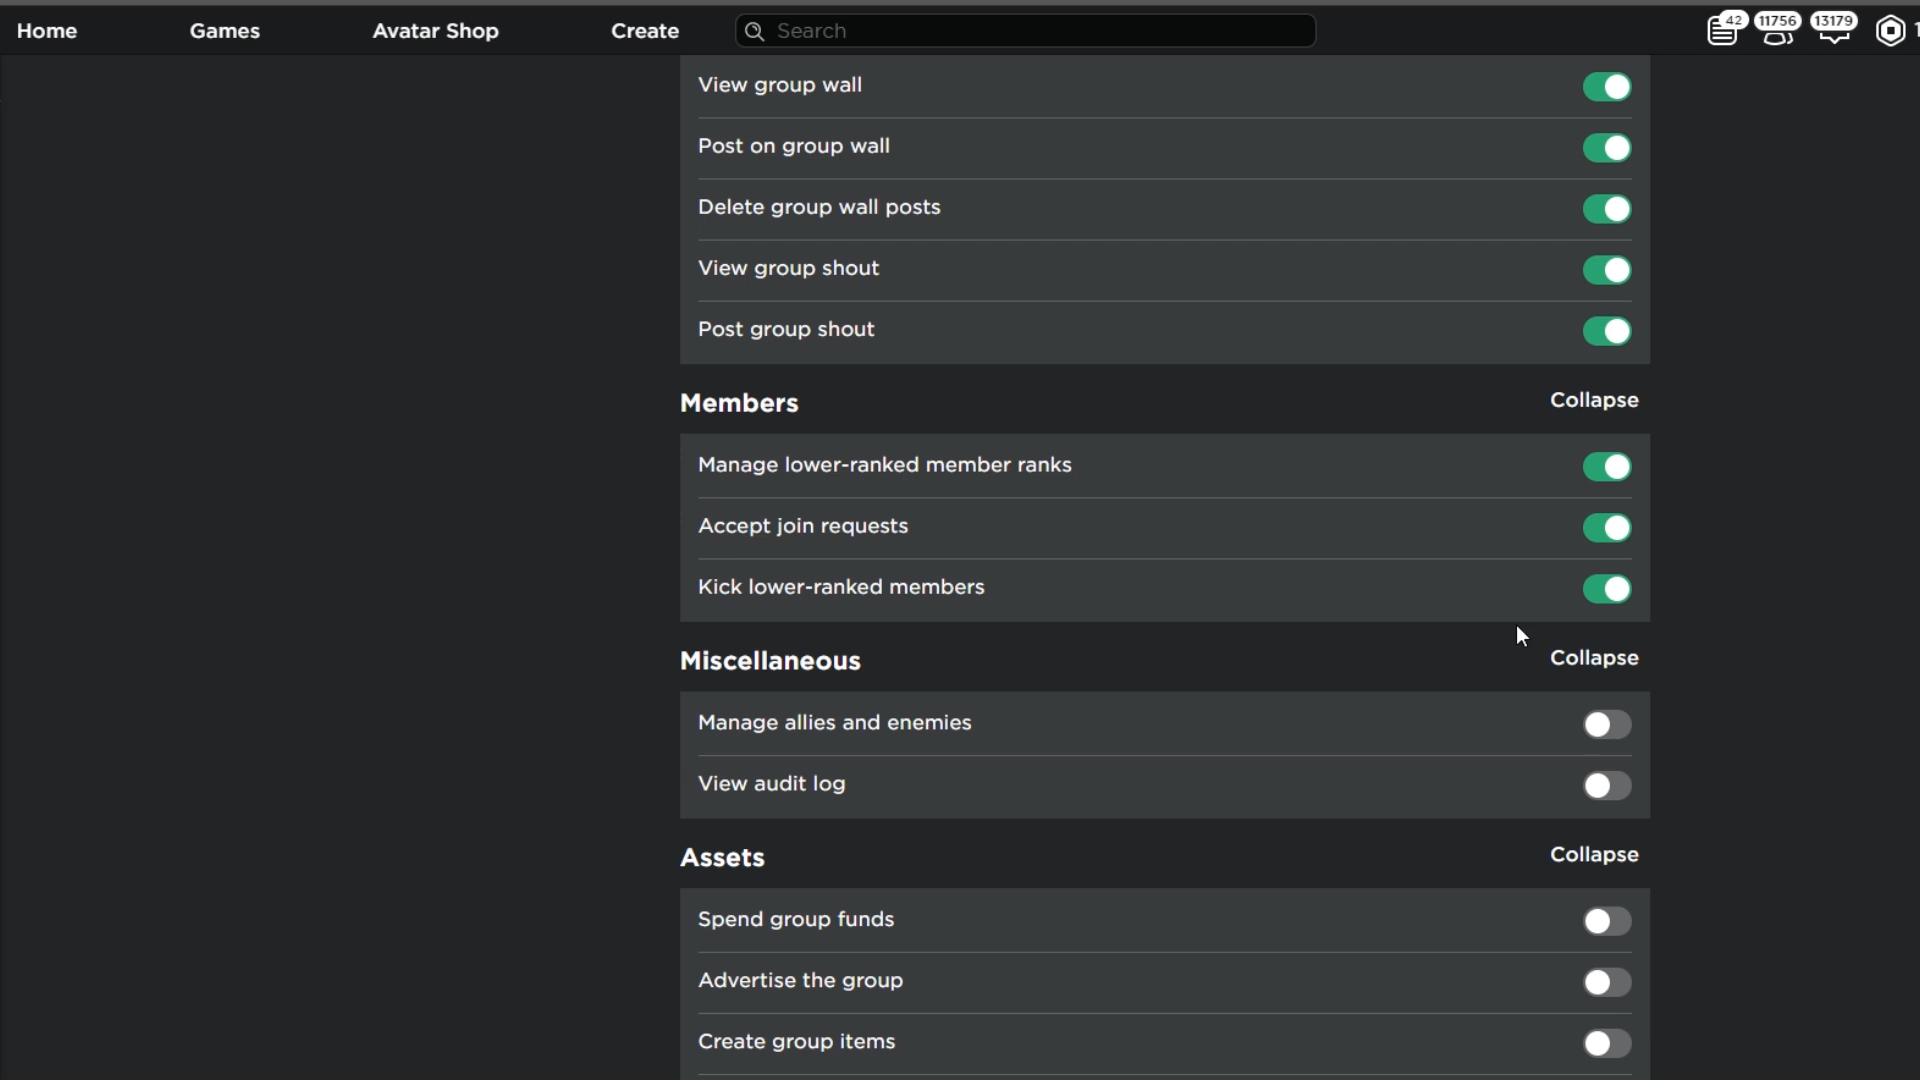 Home Games Avatar Shop Create Search 42 11756 13179 1
View group wall
Post on group wall
Delete group wall posts
View group shout
Post group shout
Members Collapse
Manage lower-ranked member ranks
Accept join requests
Kick lower-ranked members
Miscellaneous Collapse
Manage allies and enemies
View audit log
Assets Collapse
Spend group funds
Advertise the group
Create group items